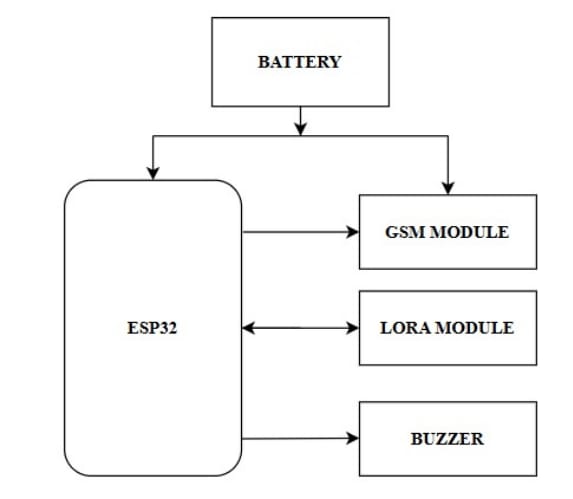 BATTERY
GSM MODULE
ESP32
LORA MODULE
BUZZER